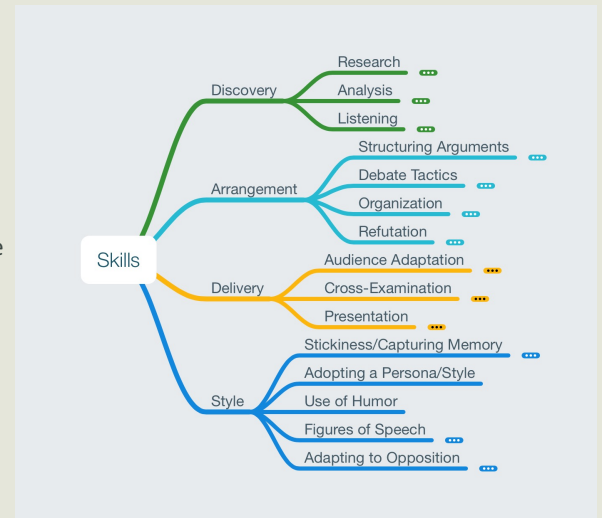 Skills
Discovery
Research
Analysis
Listening
Arrangement
Structuring Arguments
Debate Tactics
Organization
Refutation
Delivery
Audience Adaptation
Cross-Examination
Presentation
Style
Stickiness/Capturing Memory
Adopting a Persona/Style
Use of Humor
Figures of Speech
Adapting to Opposition